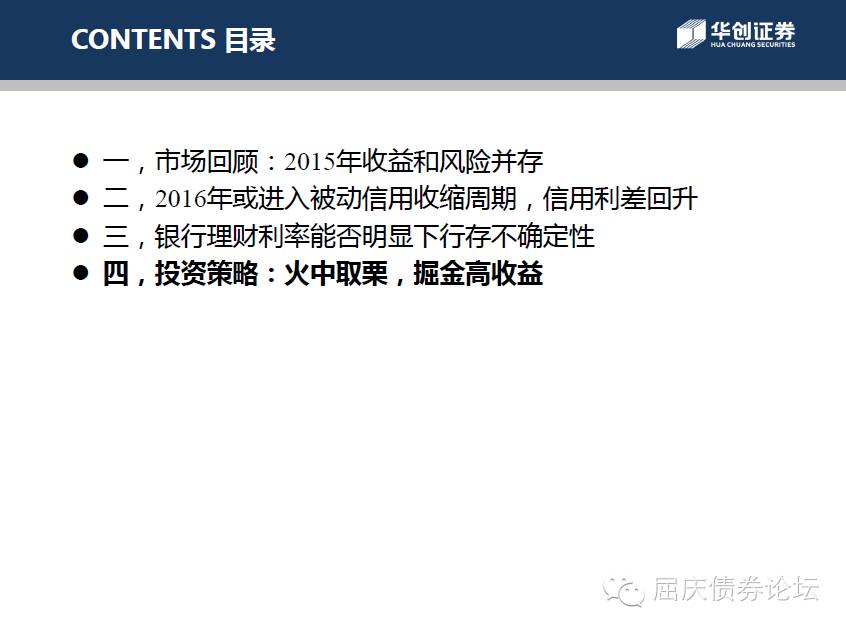 CONTENTS 目录
华创证券
HUA CHUANG SECURITIES
● 一，市场回顾：2015年收益和风险并存
● 二，2016年或进入被动信用收缩周期，信用利差回升
● 三，银行理财利率能否明显下行存不确定性
● 四，投资策略：火中取栗，掘金高收益
屈庆债券论坛